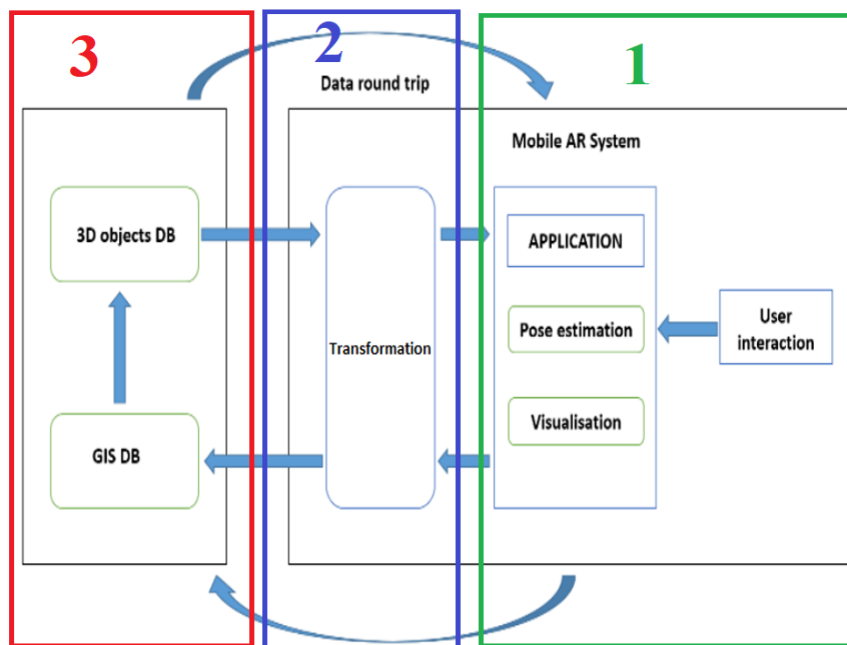 3
2
1
Data round trip
Mobile AR System
3D objects DB
APPLICATION
Pose estimation
User
interaction
Transformation
Visualisation
GIS DB